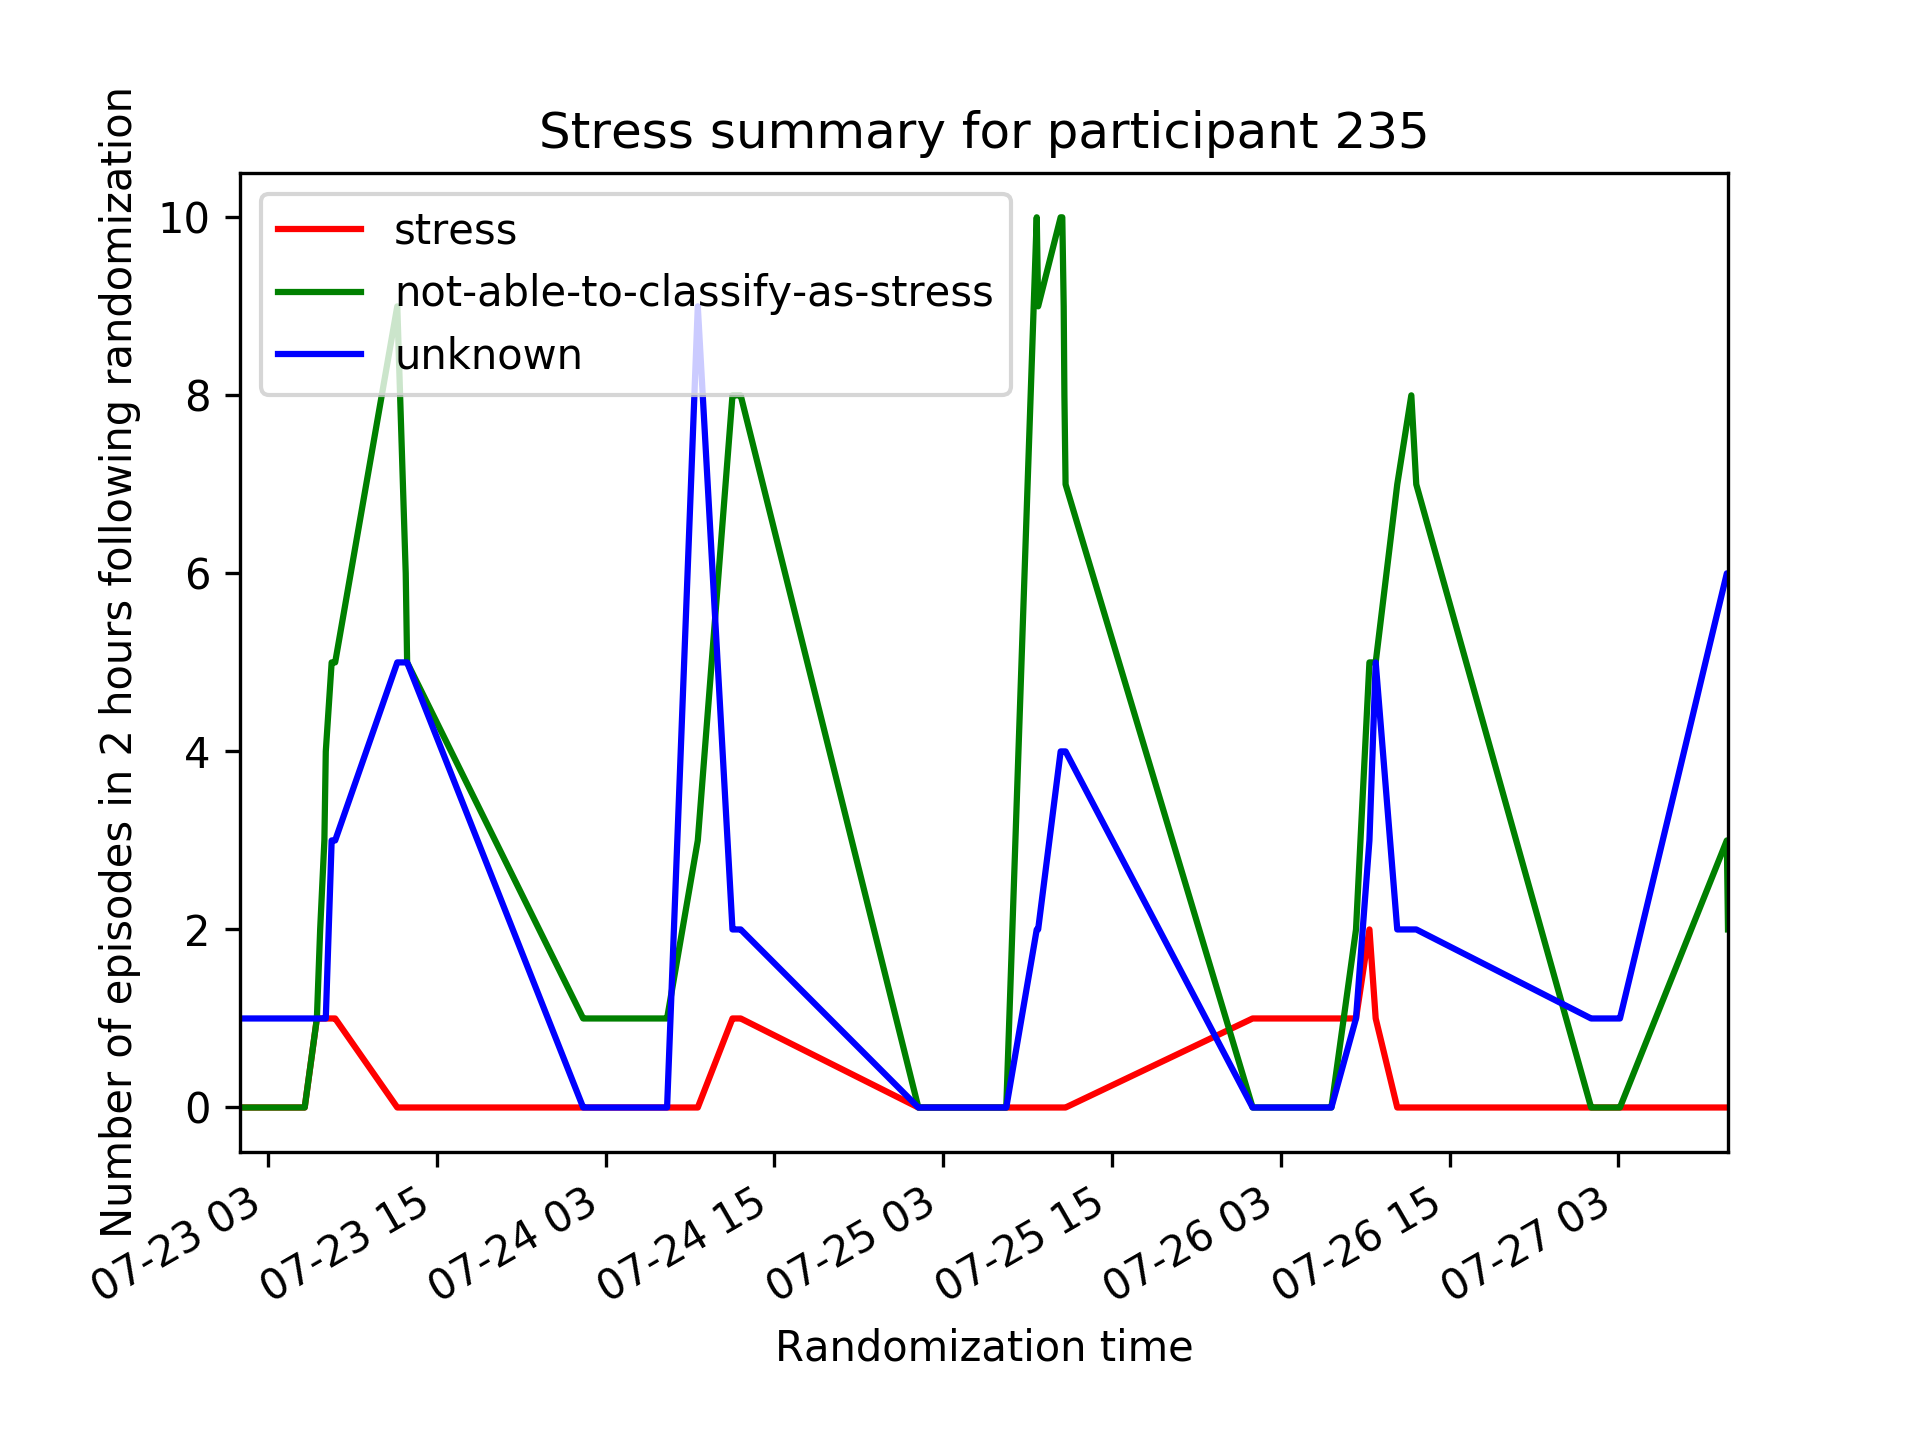 Stress summary for participant 235
Number of episodes in 2 hours following randomization
10
8
6
4
2
0
stress
not-able-to-classify-as-stress
unknown
07-23 03
07-23 15
07-24 03
07-24 15
07-25 03
07-25 15
07-26 03
07-26 15
07-27 03
Randomization time